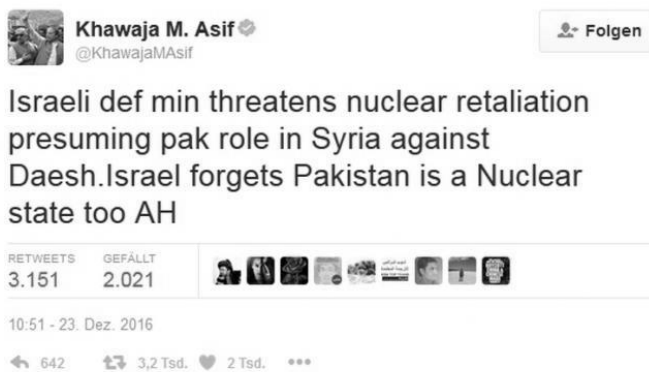 Khawaja M. Asif
@KhawajaMAsif
Folgen
Israeli def min threatens nuclear retaliation
presuming pak role in Syria against
Daesh.Israel forgets Pakistan is a Nuclear
state too AH
RETWEETS GEFÄLLT
3.151 2.021
10:51 - 23. Dez. 2016
642 3,2 Tsd. 2 Tsd.